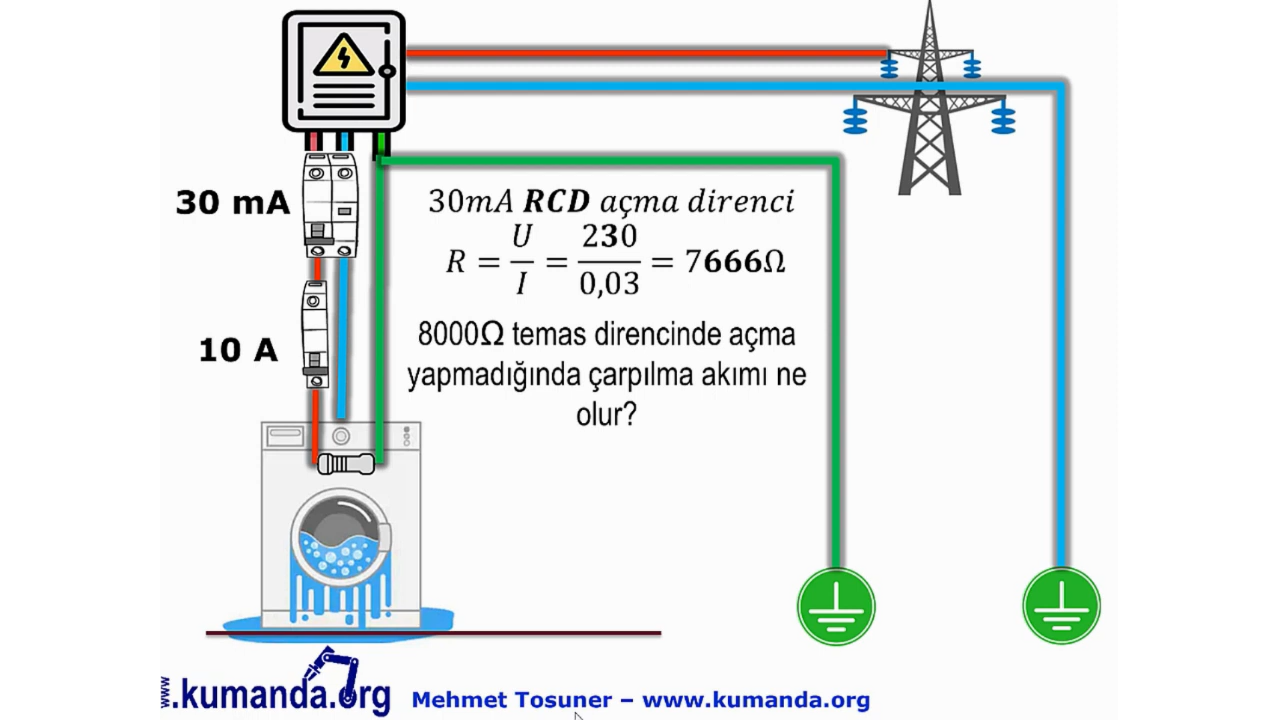 30 mA
30mA RCD açma direnci
R = U/I = 230/0,03 = 7666Ω
8000Ω temas direncinde açma
10 A
yapmadığında çarpılma akımı ne
olur?
www.kumanda.org
Mehmet Tosuner – www.kumanda.org